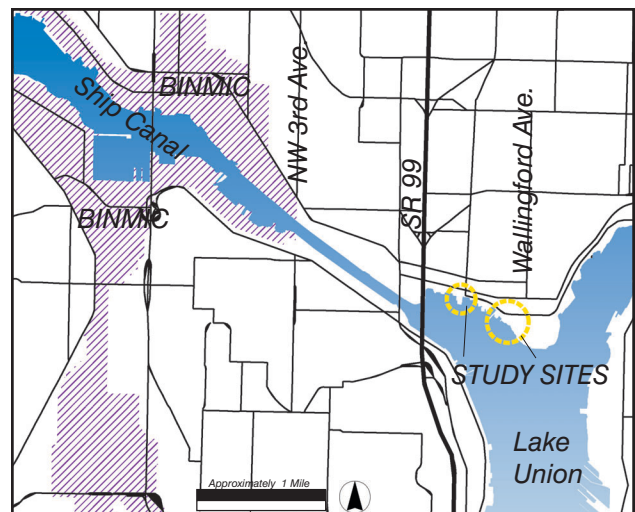 BINMIC
Ship Canal
NW 3rd Ave.
SR 99
Wallingford Ave.
BINMIC
STUDY SITES
Lake
Union
Approximately 1 Mile